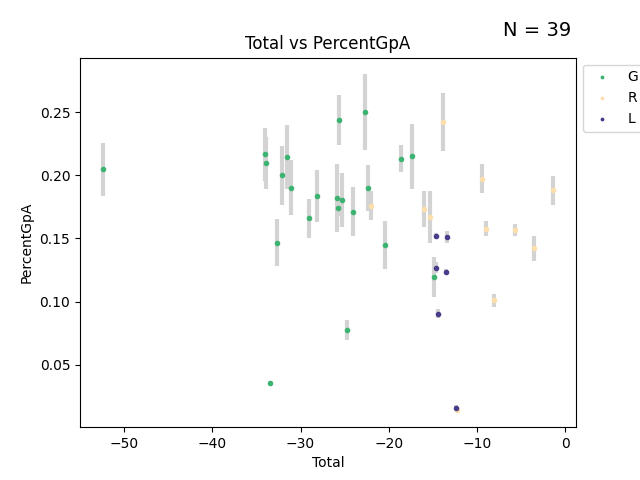 N = 39
Total vs PercentGpA
G
R
L
0.25
0.20
0.15
0.10
0.05
PercentGpA
−50 −40 −30 −20 −10 0
Total